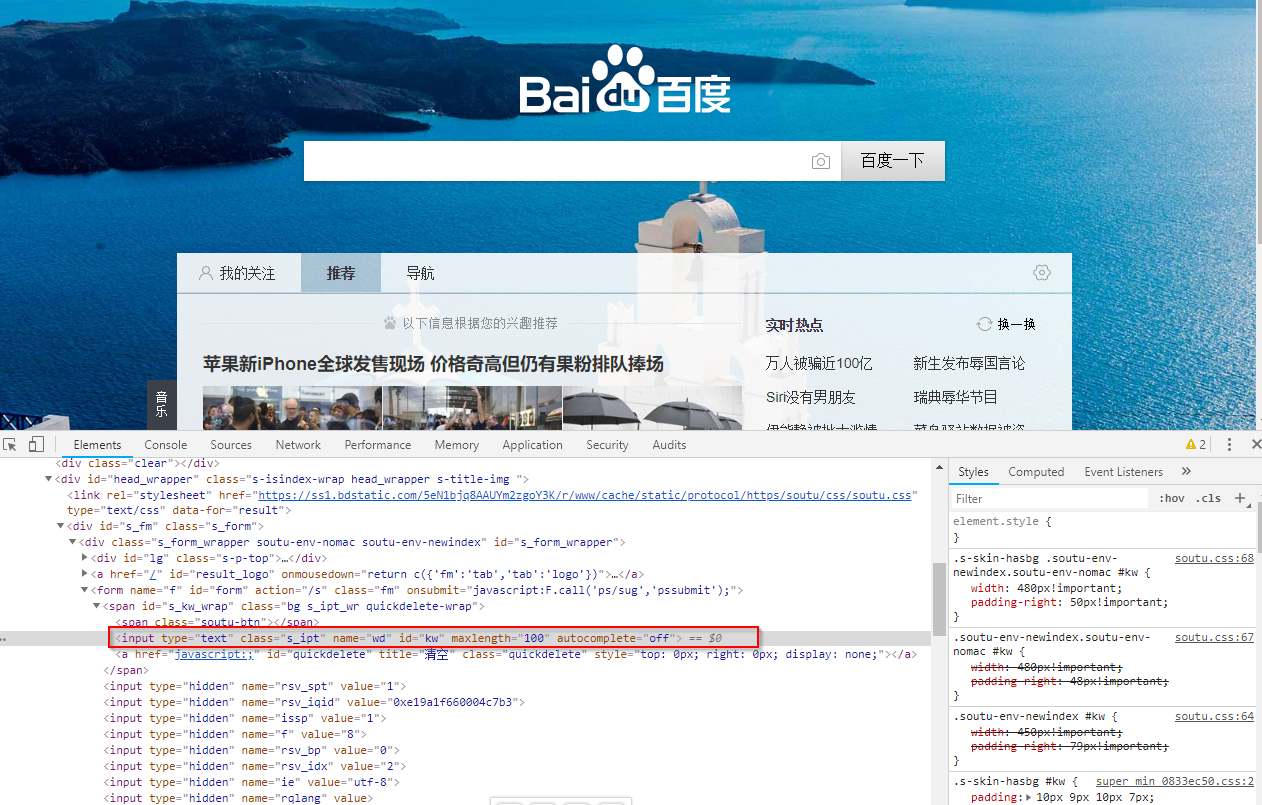 Bai du 百度
百度一下
我的关注 推荐 导航
以下信息根据您的兴趣推荐
实时热点 换一换
苹果新iPhone全球发售现场 价格奇高但仍有果粉排队捧场
万人被骗近100亿 新生发布辱国言论
Siri没有男朋友 瑞典辱华节目
音乐
Elements Console Sources Network Performance Memory Application Security Audits 2
<div class="clear"></div>
<div id="head_wrapper" class="s-isindex-wrap head_wrapper s-title-img ">
<link rel="stylesheet" href="https://ss1.bdstatic.com/5eN1bjq8AAUYm2zgoY3K/r/www/cache/static/protocol/https/soutu/css/soutu.css"
type="text/css" data-for="result">
<div id="s_fm" class="s_form">
<div class="s_form_wrapper soutu-env-nomac soutu-env-newindex" id="s_form_wrapper">
<div id="lg" class="s-p-top">…</div>
<a href="/" id="result_logo" onmousedown="return c({'fm':'tab','tab':'logo'})">…</a>
<form name="f" id="form" action="/s" class="fm" onsubmit="javascript:F.call('ps/sug','pssubmit');">
<span id="s_kw_wrap" class="bg s_ipt_wr quickdelete-wrap">
<span class="soutu-btn"></span>
<input type="text" class="s_ipt" name="wd" id="kw" maxlength="100" autocomplete="off"> == $0
<a href="javascript:;" id="quickdelete" title="清空" class="quickdelete" style="top: 0px; right: 0px; display: none;"></a>
</span>
<input type="hidden" name="rsv_spt" value="1">
<input type="hidden" name="rsv_iqid" value="0xe19a1f660004c7b3">
<input type="hidden" name="issp" value="1">
<input type="hidden" name="f" value="8">
<input type="hidden" name="rsv_bp" value="0">
<input type="hidden" name="rsv_idx" value="2">
<input type="hidden" name="ie" value="utf-8">
<input type="hidden" name="rqlang" value>
Styles Computed Event Listeners »
Filter :hov .cls +
element.style {
}
.s-skin-hasbg .soutu-env- soutu.css:68
newindex.soutu-env-nomac #kw {
width: 480px!important;
padding-right: 50px!important;
}
.soutu-env-newindex.soutu-env- soutu.css:67
nomac #kw {
width: 480px!important;
padding-right: 48px!important;
}
.soutu-env-newindex #kw { soutu.css:64
width: 450px!important;
padding-right: 79px!important;
}
.s-skin-hasbg #kw { super_min_0833ec50.css:2
padding: 10px 9px 10px 7px;